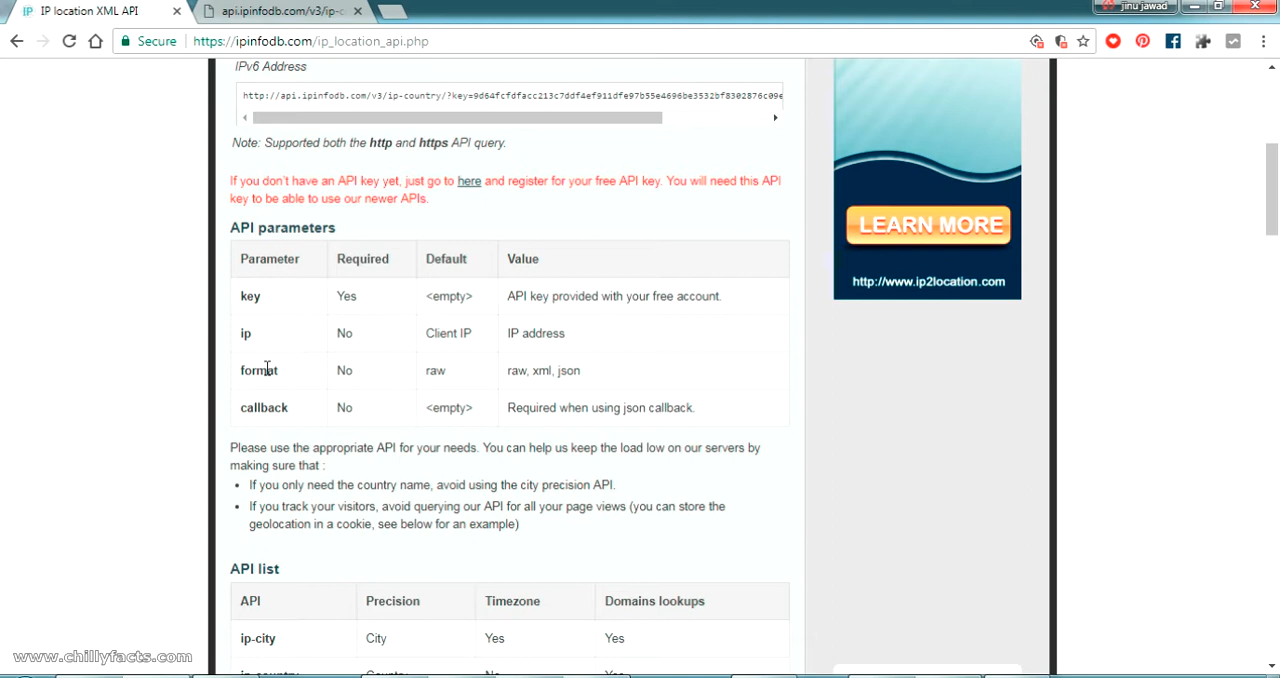 IP location XML API
api.ipinfodb.com/v3/ip-c
jinu jawad
Secure
https://ipinfodb.com/ip_location_api.php
IPv6 Address
http://api.ipinfodb.com/v3/ip-country/?key=9d64fcfdfacc213c7ddf4ef911dfe97b55e4696be3532bf8302876c09e
Note: Supported both the http and https API query.
If you don't have an API key yet, just go to here and register for your free API key. You will need this API
key to be able to use our newer APIs.
API parameters
Parameter Required Default Value
key Yes <empty> API key provided with your free account.
ip No Client IP IP address
format No raw raw, xml, json
callback No <empty> Required when using json callback.
Please use the appropriate API for your needs. You can help us keep the load low on our servers by
making sure that :
• If you only need the country name, avoid using the city precision API.
• If you track your visitors, avoid querying our API for all your page views (you can store the
geolocation in a cookie, see below for an example)
API list
API Precision Timezone Domains lookups
ip-city City Yes Yes
ip-country Country No Yes
LEARN MORE
http://www.ip2location.com
www.chillyfacts.com